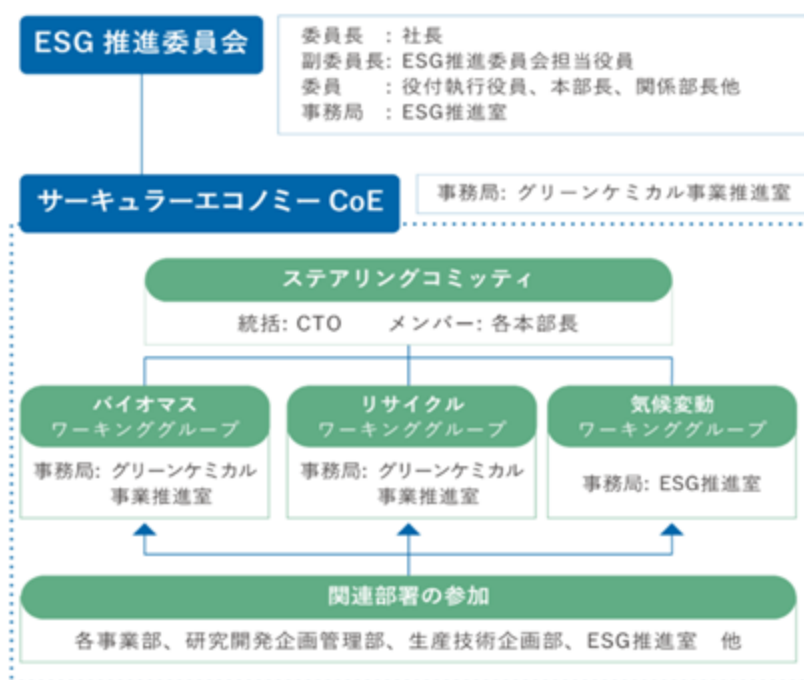 ESG 推進委員会
委員長 : 社長
副委員長: ESG推進委員会担当役員
委員 : 役付執行役員、本部長、関係部長他
事務局 : ESG推進室
サーキュラーエコノミー CoE
事務局: グリーンケミカル事業推進室
ステアリングコミッティ
統括: CTO メンバー: 各本部長
バイオマス
ワーキンググループ
事務局: グリーンケミカル
事業推進室
リサイクル
ワーキンググループ
事務局: グリーンケミカル
事業推進室
気候変動
ワーキンググループ
事務局: ESG推進室
関連部署の参加
各事業部、研究開発企画管理部、生産技術企画部、ESG推進室 他